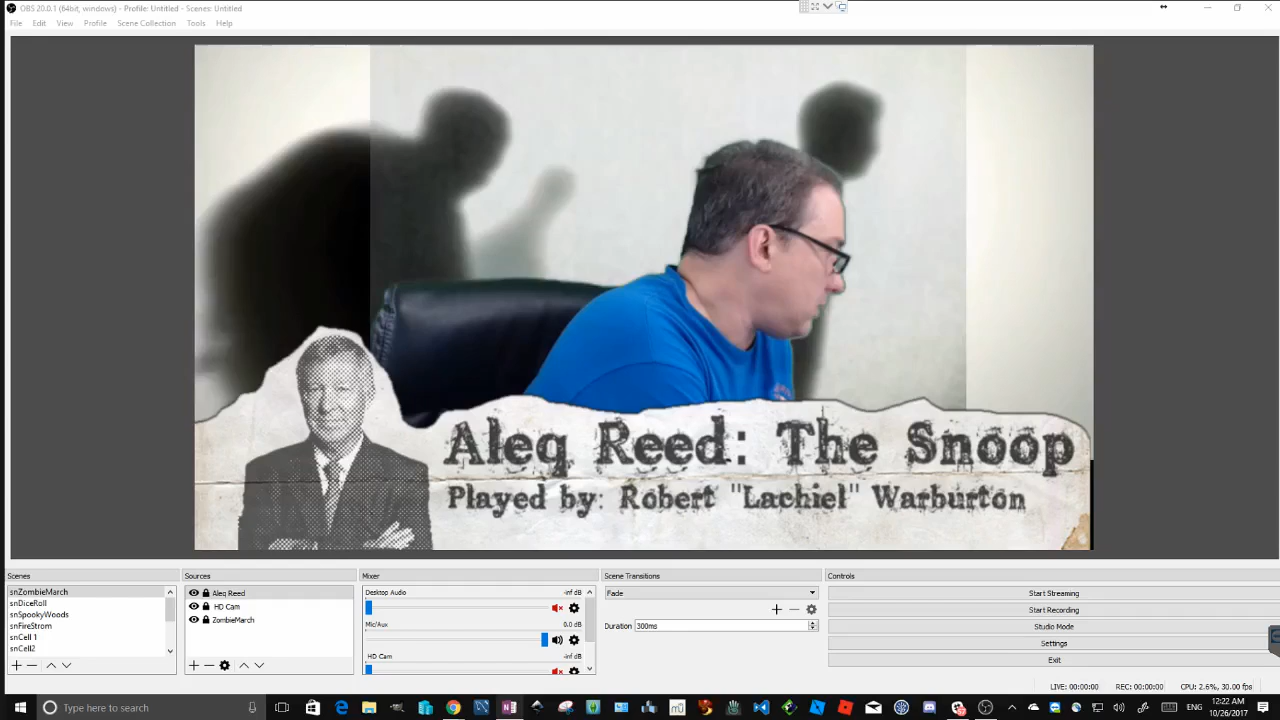 OBS 20.0.1 (64bit, windows) - Profile: Untitled - Scenes: Untitled
File Edit View Profile Scene Collection Tools Help
Aleq Reed: The Snoop
Played by: Robert "Lachiel" Warburton
Scenes
snZombieMarch
snDiceRoll
snSpookyWoods
snFireStrom
snCell 1
snCell2
Sources
Aleq Reed
HD Cam
ZombieMarch
Mixer
Desktop Audio -inf dB
Mic/Aux 0.0 dB
HD Cam -inf dB
Scene Transitions
Fade
Duration 300ms
Controls
Start Streaming
Start Recording
Studio Mode
Settings
Exit
LIVE: 00:00:00 REC: 00:00:00 CPU: 2.6%, 30.00 fps
Type here to search
ENG
12:22 AM
10/26/2017